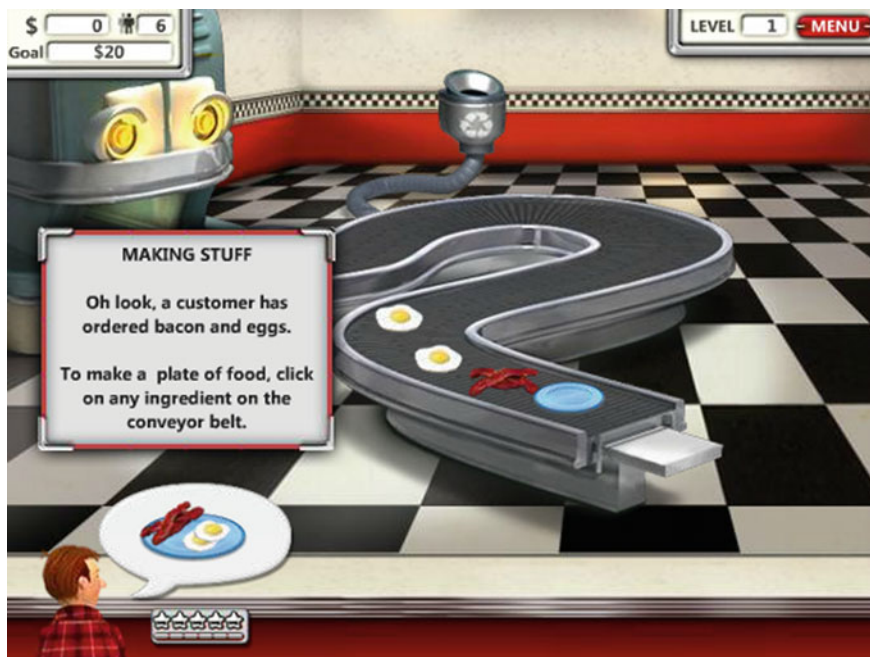 $ 0 6
Goal $20
LEVEL 1 MENU
MAKING STUFF
Oh look, a customer has
ordered bacon and eggs.
To make a plate of food, click
on any ingredient on the
conveyor belt.